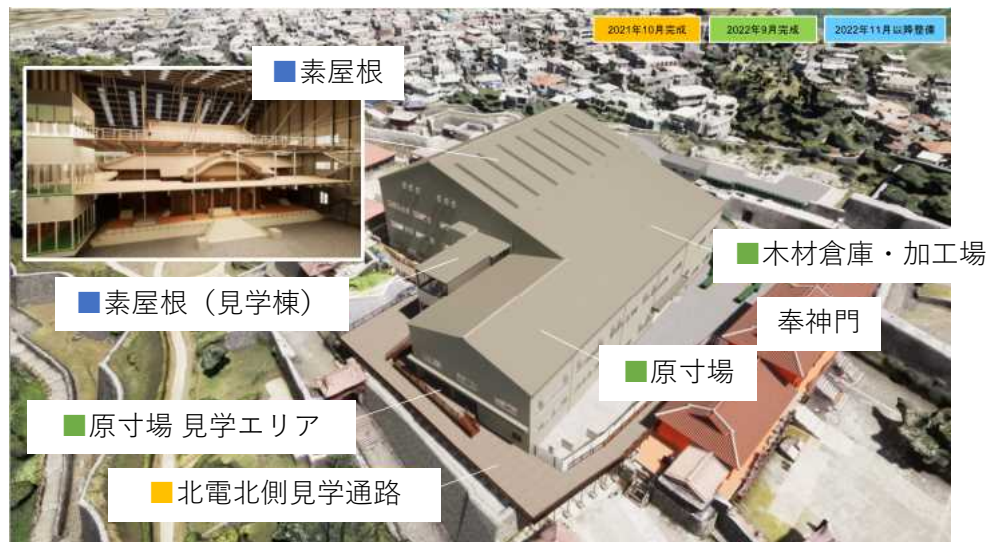 2021年10月完成
2022年9月完成
2022年11月以降整備
■素屋根
■木材倉庫・加工場
■素屋根（見学棟）
奉神門
■原寸場
■原寸場 見学エリア
■北電北側見学通路